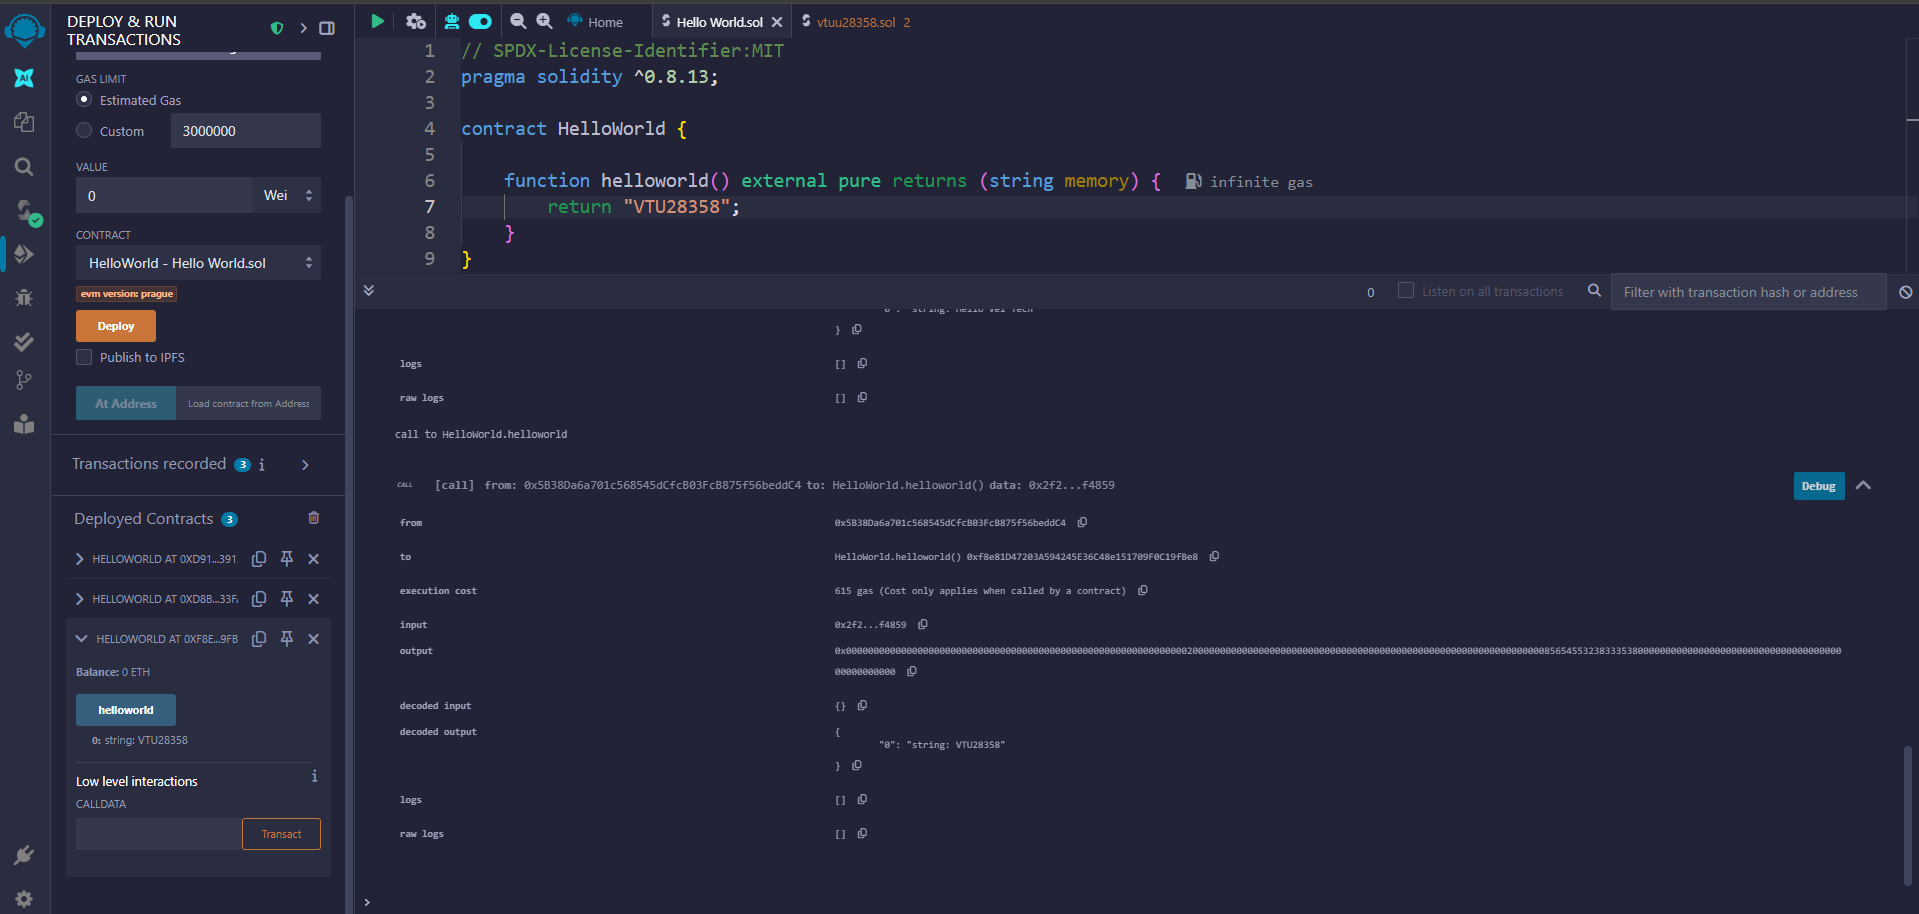 DEPLOY & RUN
TRANSACTIONS
GAS LIMIT
Estimated Gas
Custom
3000000
VALUE
0
Wei
CONTRACT
HelloWorld - Hello World.sol
evm version: prague
Deploy
Publish to IPFS
At Address
Load contract from Address
Transactions recorded 3 i
Deployed Contracts 3
HELLOWORLD AT 0XD91...391
HELLOWORLD AT 0XD8B...33F
HELLOWORLD AT 0XF8E...9FB
Balance: 0 ETH
helloworld
0: string: VTU28358
Low level interactions
i
CALLDATA
Transact
AI
Home
Hello World.sol
vtuu28358.sol 2
1 // SPDX-License-Identifier:MIT
2 pragma solidity ^0.8.13;
3
4 contract HelloWorld {
5
6 function helloworld() external pure returns (string memory) { infinite gas
7 return "VTU28358";
8 }
9 }
0
Listen on all transactions
Filter with transaction hash or address
"0": "string: Hello Vel Tech"
}
logs []
raw logs []
call to HelloWorld.helloworld
CALL [call] from: 0x5B38Da6a701c568545dCfcB03FcB875f56beddC4 to: HelloWorld.helloworld() data: 0x2f2...f4859
Debug
from 0x5B38Da6a701c568545dCfcB03FcB875f56beddC4
to HelloWorld.helloworld() 0xf8e81D47203A594245E36C48e151709F0C19fBe8
execution cost 615 gas (Cost only applies when called by a contract)
input 0x2f2...f4859
output
decoded input {}
decoded output {
"0": "string: VTU28358"
}
logs []
raw logs []
>